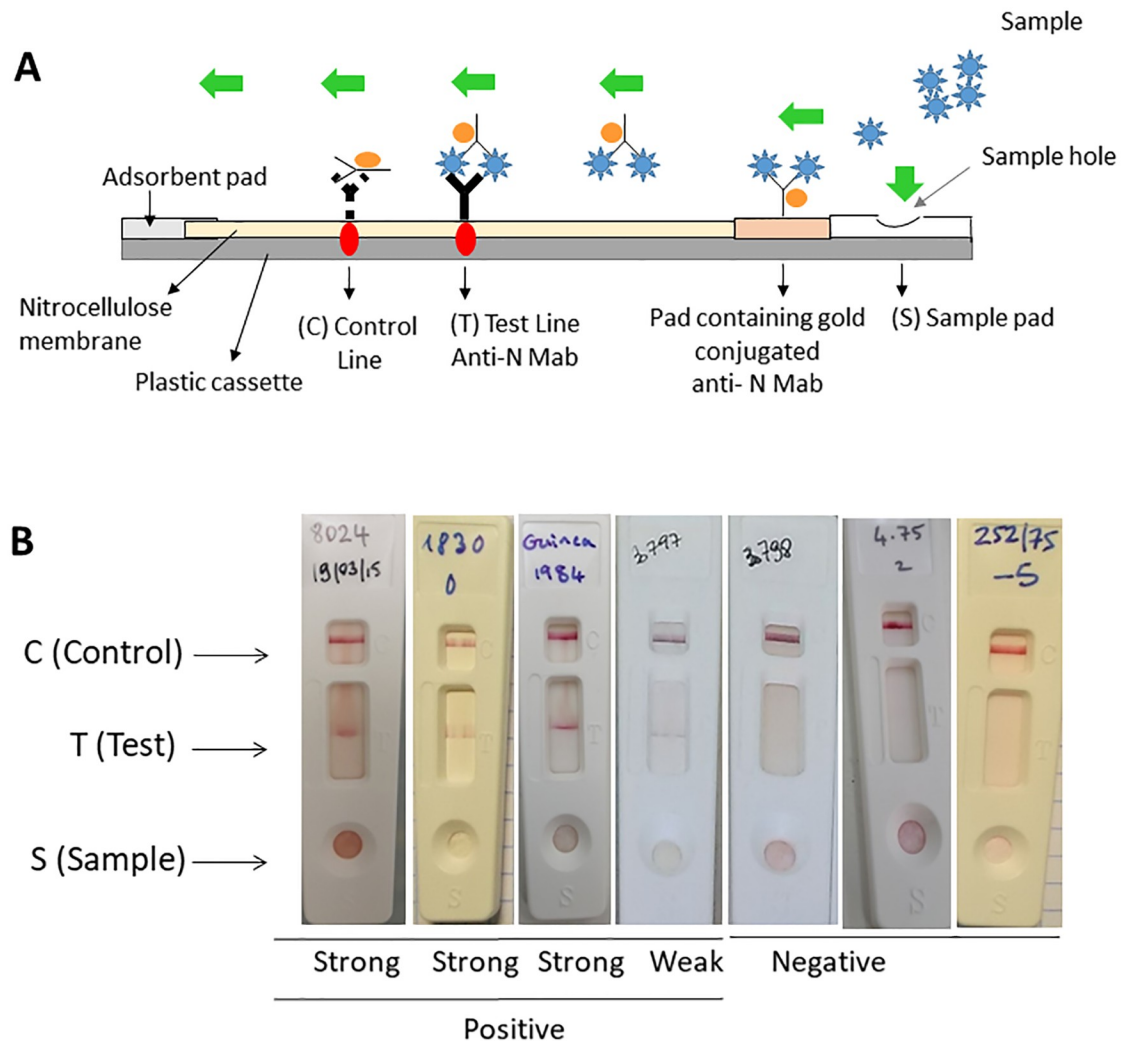 A
Sample
Sample hole
Adsorbent pad
Nitrocellulose
membrane
Plastic cassette
(C) Control
Line
(T) Test Line
Anti-N Mab
Pad containing gold
conjugated
anti- N Mab
(S) Sample pad
B
8024
19/03/15
1830
0
Guinea
1984
3797
3798
4.75
2
252/75
-5
C (Control)
C
C
C
C
C
T (Test)
T
T
T
T
T
S (Sample)
S
S
S
S
S
Strong
Strong
Strong
Weak
Negative
Positive